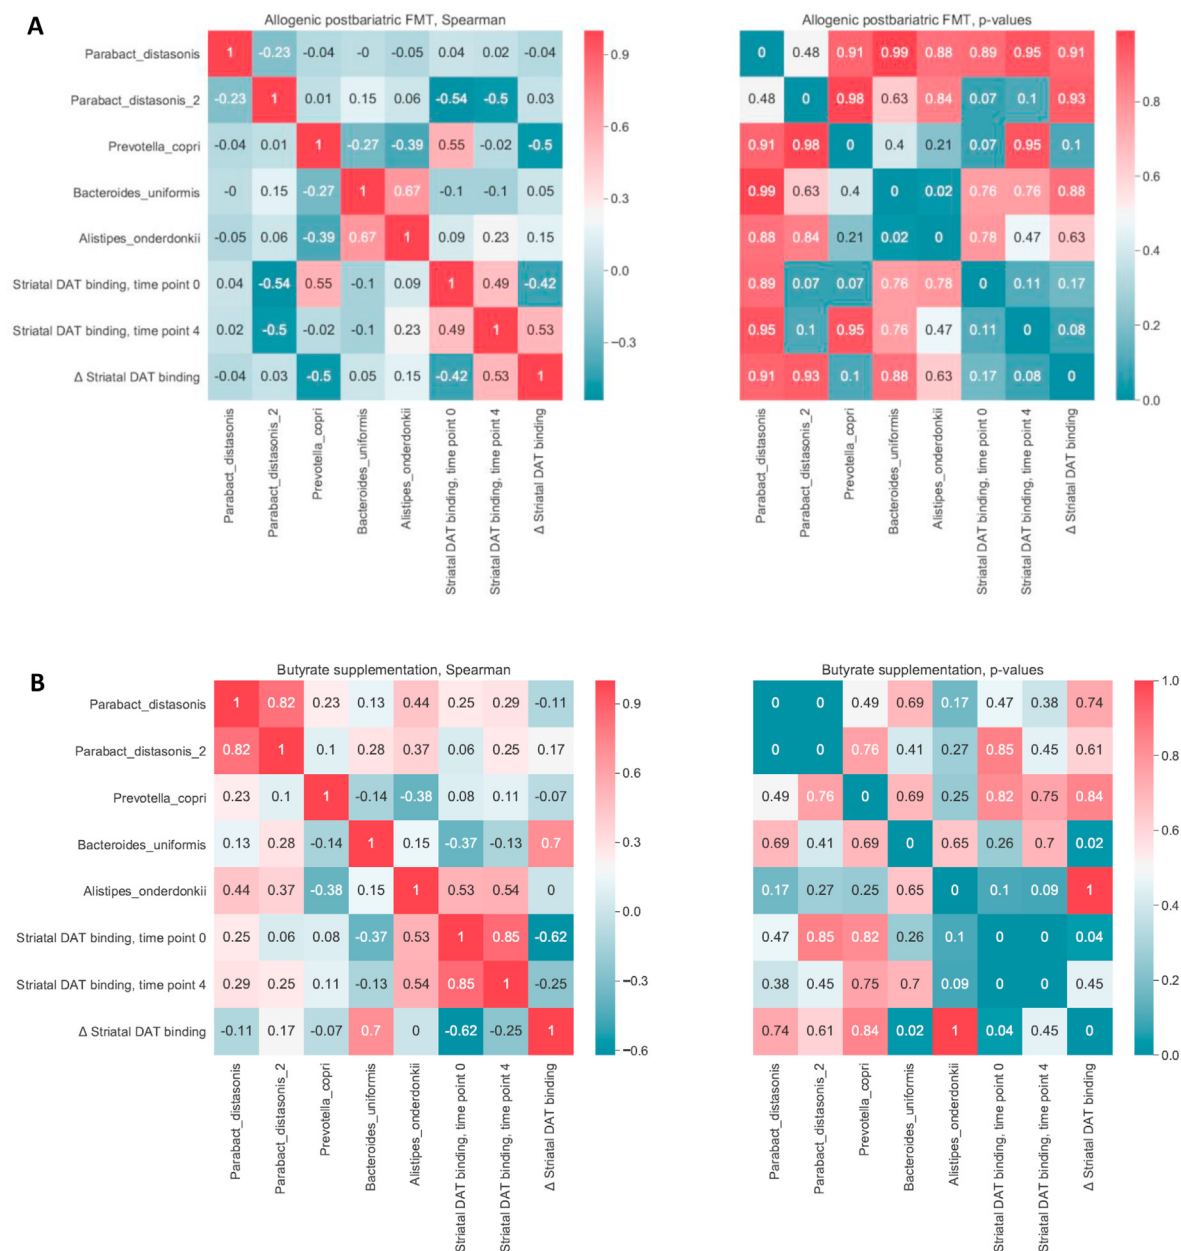 A
Allogenic postbariatric FMT, Spearman
Parabact_distasonis 1 -0.23 -0.04 -0 -0.05 0.04 0.02 -0.04
Parabact_distasonis_2 -0.23 1 0.01 0.15 0.06 -0.54 -0.5 0.03
Prevotella_copri -0.04 0.01 1 -0.27 -0.39 0.55 -0.02 -0.5
Bacteroides_uniformis -0 0.15 -0.27 1 0.67 -0.1 -0.1 0.05
Alistipes_onderdonkii -0.05 0.06 -0.39 0.67 1 0.09 0.23 0.15
Striatal DAT binding, time point 0 0.04 -0.54 0.55 -0.1 0.09 1 0.49 -0.42
Striatal DAT binding, time point 4 0.02 -0.5 -0.02 -0.1 0.23 0.49 1 0.53
Δ Striatal DAT binding -0.04 0.03 -0.5 0.05 0.15 -0.42 0.53 1
Parabact_distasonis
Parabact_distasonis_2
Prevotella_copri
Bacteroides_uniformis
Alistipes_onderdonkii
Striatal DAT binding, time point 0
Striatal DAT binding, time point 4
Δ Striatal DAT binding
0.9
0.6
0.3
0.0
−0.3
Allogenic postbariatric FMT, p-values
0 0.48 0.91 0.99 0.88 0.89 0.95 0.91
0.48 0 0.98 0.63 0.84 0.07 0.1 0.93
0.91 0.98 0 0.4 0.21 0.07 0.95 0.1
0.99 0.63 0.4 0 0.02 0.76 0.76 0.88
0.88 0.84 0.21 0.02 0 0.78 0.47 0.63
0.89 0.07 0.07 0.76 0.78 0 0.11 0.17
0.95 0.1 0.95 0.76 0.47 0.11 0 0.08
0.91 0.93 0.1 0.88 0.63 0.17 0.08 0
Parabact_distasonis
Parabact_distasonis_2
Prevotella_copri
Bacteroides_uniformis
Alistipes_onderdonkii
Striatal DAT binding, time point 0
Striatal DAT binding, time point 4
Δ Striatal DAT binding
0.8
0.6
0.4
0.2
0.0
B
Butyrate supplementation, Spearman
Parabact_distasonis 1 0.82 0.23 0.13 0.44 0.25 0.29 -0.11
Parabact_distasonis_2 0.82 1 0.1 0.28 0.37 0.06 0.25 0.17
Prevotella_copri 0.23 0.1 1 -0.14 -0.38 0.08 0.11 -0.07
Bacteroides_uniformis 0.13 0.28 -0.14 1 0.15 -0.37 -0.13 0.7
Alistipes_onderdonkii 0.44 0.37 -0.38 0.15 1 0.53 0.54 0
Striatal DAT binding, time point 0 0.25 0.06 0.08 -0.37 0.53 1 0.85 -0.62
Striatal DAT binding, time point 4 0.29 0.25 0.11 -0.13 0.54 0.85 1 -0.25
Δ Striatal DAT binding -0.11 0.17 -0.07 0.7 0 -0.62 -0.25 1
Parabact_distasonis
Parabact_distasonis_2
Prevotella_copri
Bacteroides_uniformis
Alistipes_onderdonkii
Striatal DAT binding, time point 0
Striatal DAT binding, time point 4
Δ Striatal DAT binding
0.9
0.6
0.3
0.0
−0.3
−0.6
Butyrate supplementation, p-values
0 0 0.49 0.69 0.17 0.47 0.38 0.74
0 0 0.76 0.41 0.27 0.85 0.45 0.61
0.49 0.76 0 0.69 0.25 0.82 0.75 0.84
0.69 0.41 0.69 0 0.65 0.26 0.7 0.02
0.17 0.27 0.25 0.65 0 0.1 0.09 1
0.47 0.85 0.82 0.26 0.1 0 0 0.04
0.38 0.45 0.75 0.7 0.09 0 0 0.45
0.74 0.61 0.84 0.02 1 0.04 0.45 0
Parabact_distasonis
Parabact_distasonis_2
Prevotella_copri
Bacteroides_uniformis
Alistipes_onderdonkii
Striatal DAT binding, time point 0
Striatal DAT binding, time point 4
Δ Striatal DAT binding
1.0
0.8
0.6
0.4
0.2
0.0